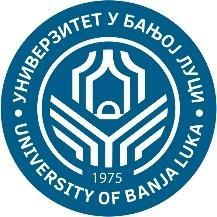 УНИВЕРЗИТЕТ У БАЊОЈ ЛУЦИ
1975
UNIVERSITY OF BANJA LUKA